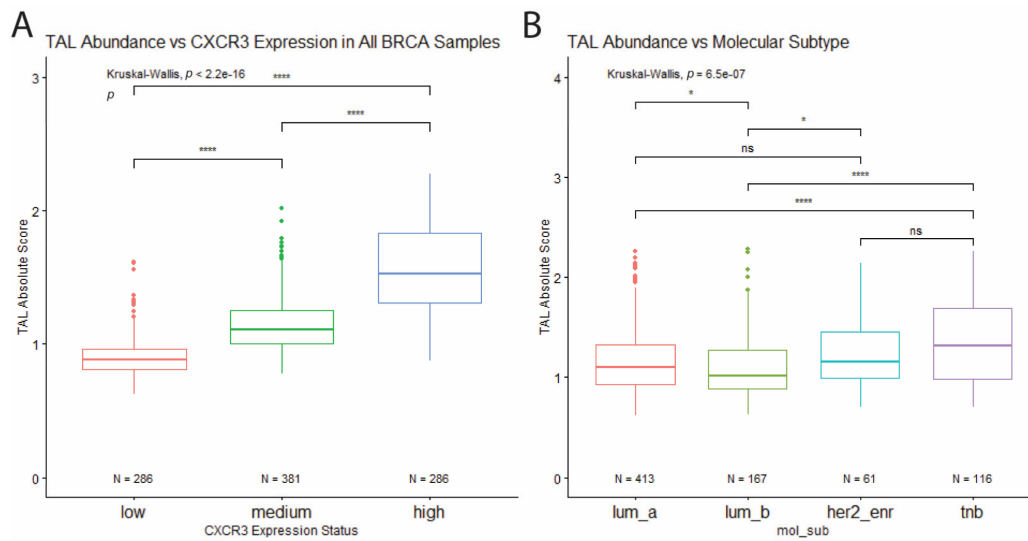 A
TAL Abundance vs CXCR3 Expression in All BRCA Samples
Kruskal-Wallis, p < 2.2e-16
p
****
****
****
3
2
1
0
TAL Absolute Score
N = 286
N = 381
N = 286
low
medium
high
CXCR3 Expression Status
B
TAL Abundance vs Molecular Subtype
Kruskal-Wallis, p = 6.5e-07
*
*
ns
****
****
ns
4
3
2
1
0
TAL Absolute Score
N = 413
N = 167
N = 61
N = 116
lum_a
lum_b
her2_enr
tnb
mol_sub